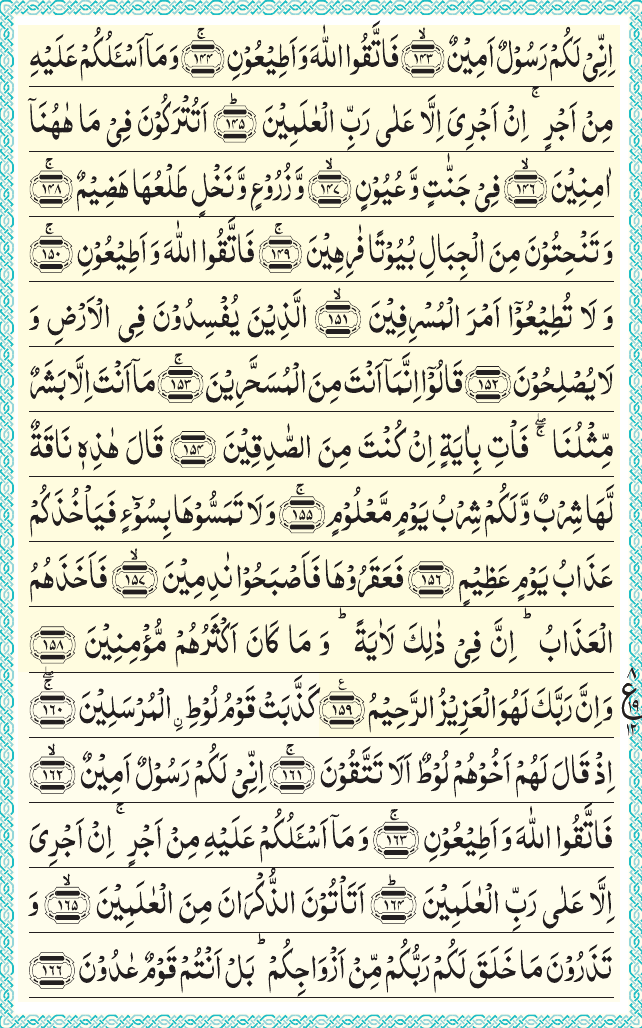 اِنِّىْ لَكُمْ رَسُوْلٌ اَمِيْنٌ ۙ﴿۱۴۳﴾ فَاتَّقُوا اللّٰهَ وَ اَطِيْعُوْنِ ۚ﴿۱۴۴﴾ وَ مَاۤ اَسْـَٔلُكُمْ عَلَيْهِ
مِنْ اَجْرٍ ۚ اِنْ اَجْرِىَ اِلَّا عَلٰى رَبِّ الْعٰلَمِيْنَ ؕ﴿۱۴۵﴾ اَتُتْرَكُوْنَ فِىْ مَا هٰهُنَاۤ
اٰمِنِيْنَ ۙ﴿۱۴۶﴾ فِىْ جَنّٰتٍ وَّ عُيُوْنٍ ۙ﴿۱۴۷﴾ وَّ زُرُوْعٍ وَّ نَخْلٍ طَلْعُهَا هَضِيْمٌ ۚ﴿۱۴۸﴾
وَ تَنْحِتُوْنَ مِنَ الْجِبَالِ بُيُوْتًا فٰرِهِيْنَ ۚ﴿۱۴۹﴾ فَاتَّقُوا اللّٰهَ وَ اَطِيْعُوْنِ ۚ﴿۱۵۰﴾
وَ لَا تُطِيْعُوْۤا اَمْرَ الْمُسْرِفِيْنَ ۙ﴿۱۵۱﴾ الَّذِيْنَ يُفْسِدُوْنَ فِى الْاَرْضِ وَ
لَا يُصْلِحُوْنَ ﴿۱۵۲﴾ قَالُوْۤا اِنَّمَاۤ اَنْتَ مِنَ الْمُسَحَّرِيْنَ ۚ﴿۱۵۳﴾ مَاۤ اَنْتَ اِلَّا بَشَرٌ
مِّثْلُنَا ۖۚ فَاْتِ بِاٰيَةٍ اِنْ كُنْتَ مِنَ الصّٰدِقِيْنَ ﴿۱۵۴﴾ قَالَ هٰذِهٖ نَاقَةٌ
لَّهَا شِرْبٌ وَّ لَكُمْ شِرْبُ يَوْمٍ مَّعْلُوْمٍ ۚ﴿۱۵۵﴾ وَ لَا تَمَسُّوْهَا بِسُوْٓءٍ فَيَاْخُذَكُمْ
عَذَابُ يَوْمٍ عَظِيْمٍ ﴿۱۵۶﴾ فَعَقَرُوْهَا فَاَصْبَحُوْا نٰدِمِيْنَ ۙ﴿۱۵۷﴾ فَاَخَذَهُمُ
الْعَذَابُ ؕ اِنَّ فِىْ ذٰلِكَ لَاٰيَةً ؕ وَ مَا كَانَ اَكْثَرُهُمْ مُّؤْمِنِيْنَ ﴿۱۵۸﴾
وَ اِنَّ رَبَّكَ لَهُوَ الْعَزِيْزُ الرَّحِيْمُ ﴿۱۵۹﴾ع كَذَّبَتْ قَوْمُ لُوْطِ ِ۟الْمُرْسَلِيْنَ ۖۚ﴿۱۶۰﴾
۸ ع ۱۹ ۱۲
اِذْ قَالَ لَهُمْ اَخُوْهُمْ لُوْطٌ اَلَا تَتَّقُوْنَ ۚ﴿۱۶۱﴾ اِنِّىْ لَكُمْ رَسُوْلٌ اَمِيْنٌ ۙ﴿۱۶۲﴾
فَاتَّقُوا اللّٰهَ وَ اَطِيْعُوْنِ ۚ﴿۱۶۳﴾ وَ مَاۤ اَسْـَٔلُكُمْ عَلَيْهِ مِنْ اَجْرٍ ۚ اِنْ اَجْرِىَ
اِلَّا عَلٰى رَبِّ الْعٰلَمِيْنَ ؕ﴿۱۶۴﴾ اَتَاْتُوْنَ الذُّكْرَانَ مِنَ الْعٰلَمِيْنَ ۙ﴿۱۶۵﴾ وَ
تَذَرُوْنَ مَا خَلَقَ لَكُمْ رَبُّكُمْ مِّنْ اَزْوَاجِكُمْ ؕ بَلْ اَنْتُمْ قَوْمٌ عٰدُوْنَ ﴿۱۶۶﴾